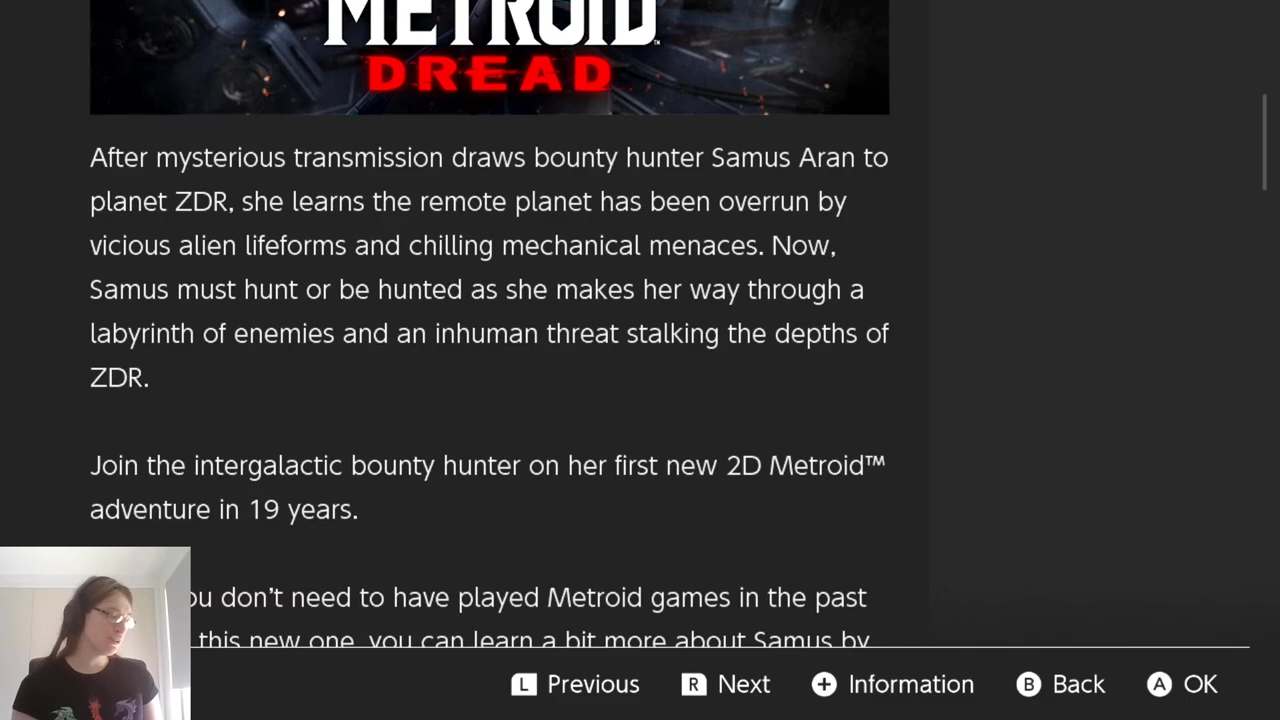 METROID™
DREAD
After mysterious transmission draws bounty hunter Samus Aran to
planet ZDR, she learns the remote planet has been overrun by
vicious alien lifeforms and chilling mechanical menaces. Now,
Samus must hunt or be hunted as she makes her way through a
labyrinth of enemies and an inhuman threat stalking the depths of
ZDR.
Join the intergalactic bounty hunter on her first new 2D Metroid™
adventure in 19 years.
ou don’t need to have played Metroid games in the past
this new one, you can learn a bit more about Samus by
L Previous R Next + Information B Back A OK